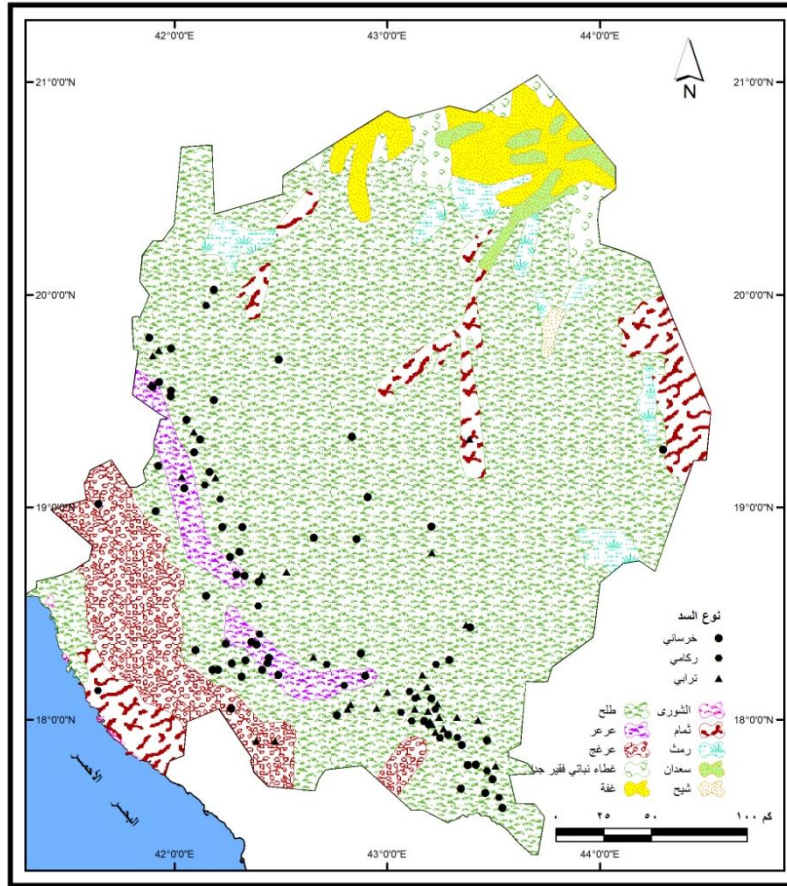 42°0'0"E 43°0'0"E 44°0'0"E
21°0'0"N 21°0'0"N
N
20°0'0"N 20°0'0"N
19°0'0"N 19°0'0"N
نوع السد
خرساني
ركامي
ترابي
18°0'0"N 18°0'0"N
الشورى طلح
ثمام عرعر
رمث عرفج
سعدان غطاء نباتي فقير جدا
شيح غفة
البحر الأحمر
كم ١٠٠ ٥٠ ٢٥ ٠
42°0'0"E 43°0'0"E 44°0'0"E